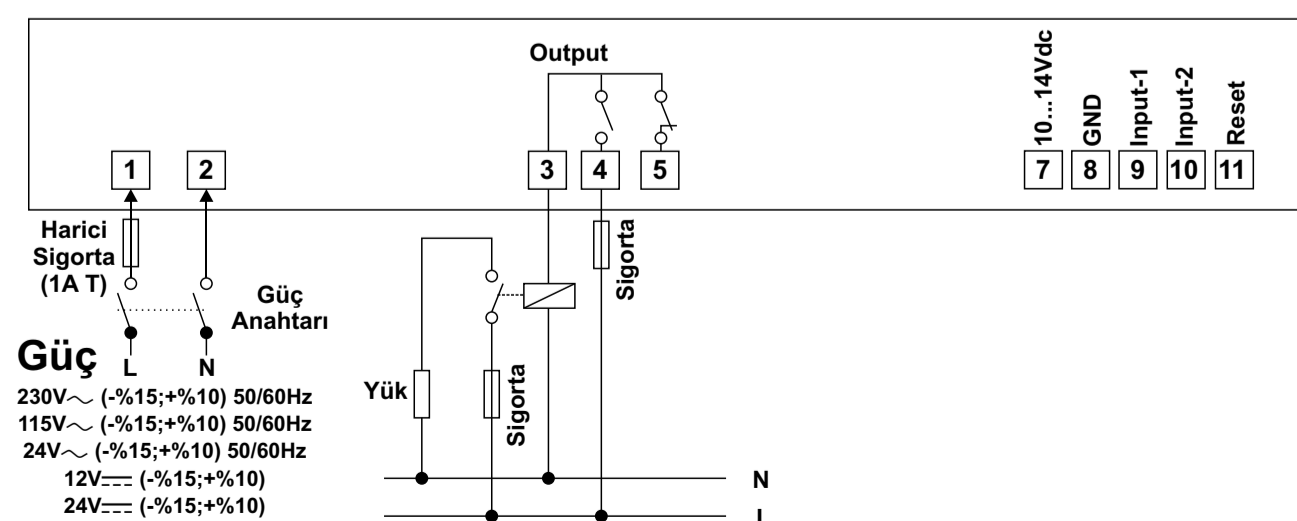 Output
10...14Vdc
GND
Input-1
Input-2
Reset
1
2
3
4
5
7
8
9
10
11
Harici
Sigorta
(1A T)
Güç
Anahtarı
Sigorta
Güç
L
N
230V～ (-%15;+%10) 50/60Hz
115V～ (-%15;+%10) 50/60Hz
24V～ (-%15;+%10) 50/60Hz
12V⎓ (-%15;+%10)
24V⎓ (-%15;+%10)
Yük
Sigorta
N
L